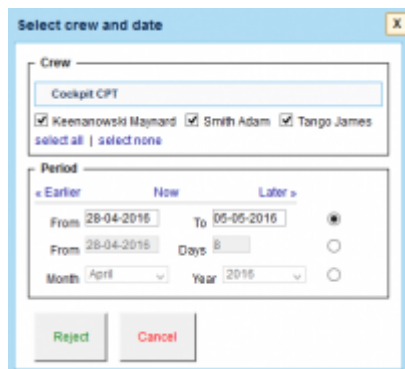 Select crew and date X
Crew
Cockpit CPT
Keenanowski Maynard Smith Adam Tango James
select all | select none
Period
« Earlier Now Later »
From 28-04-2016 To 05-05-2016
From 28-04-2016 Days 8
Month April Year 2016
Reject Cancel